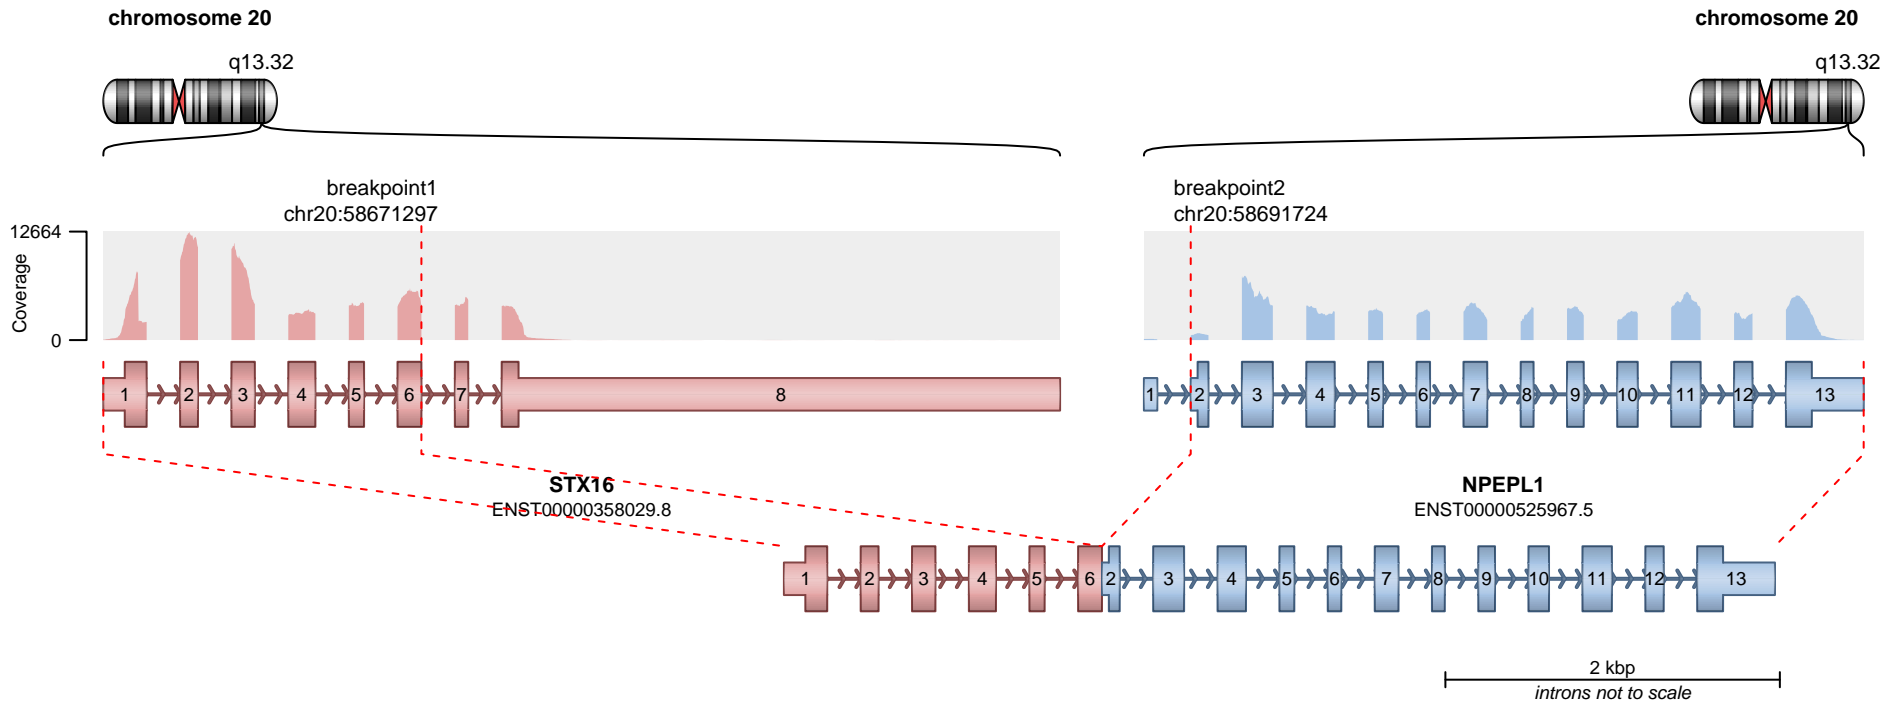 chromosome 20
chromosome 20
q13.32
q13.32
breakpoint1
chr20:58671297
breakpoint2
chr20:58691724
12664
Coverage
0
1 2 3 4 5 6 7 8
1 2 3 4 5 6 7 8 9 10 11 12 13
STX16
ENST00000358029.8
NPEPL1
ENST00000525967.5
1 2 3 4 5 6 2 3 4 5 6 7 8 9 10 11 12 13
2 kbp
introns not to scale